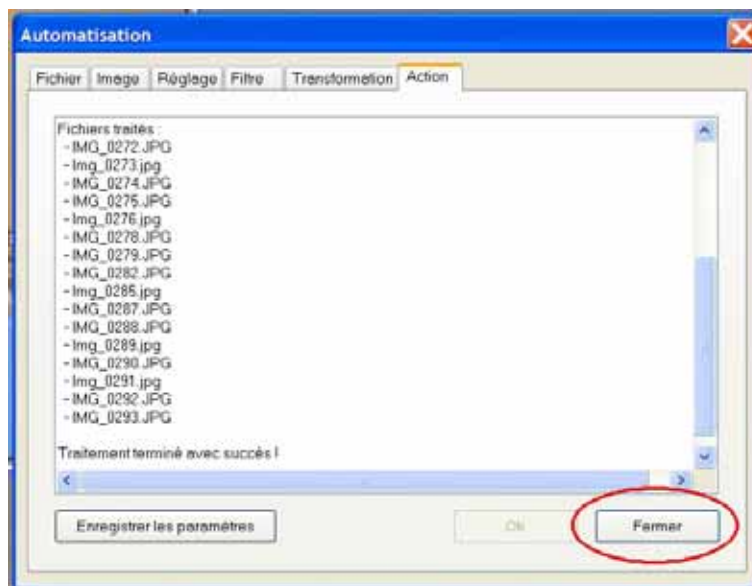 Automatisation
Fichier Image Réglage Filtre Transformation Action
Fichiers traités :
- IMG_0272.JPG
- Img_0273.jpg
- IMG_0274.JPG
- IMG_0275.JPG
- Img_0276.jpg
- IMG_0278.JPG
- IMG_0279.JPG
- IMG_0282.JPG
- Img_0285.jpg
- IMG_0287.JPG
- IMG_0288.JPG
- Img_0289.jpg
- IMG_0290.JPG
- Img_0291.jpg
- IMG_0292.JPG
- IMG_0293.JPG
Traitement terminé avec succès !
Enregistrer les paramètres Ok Fermer